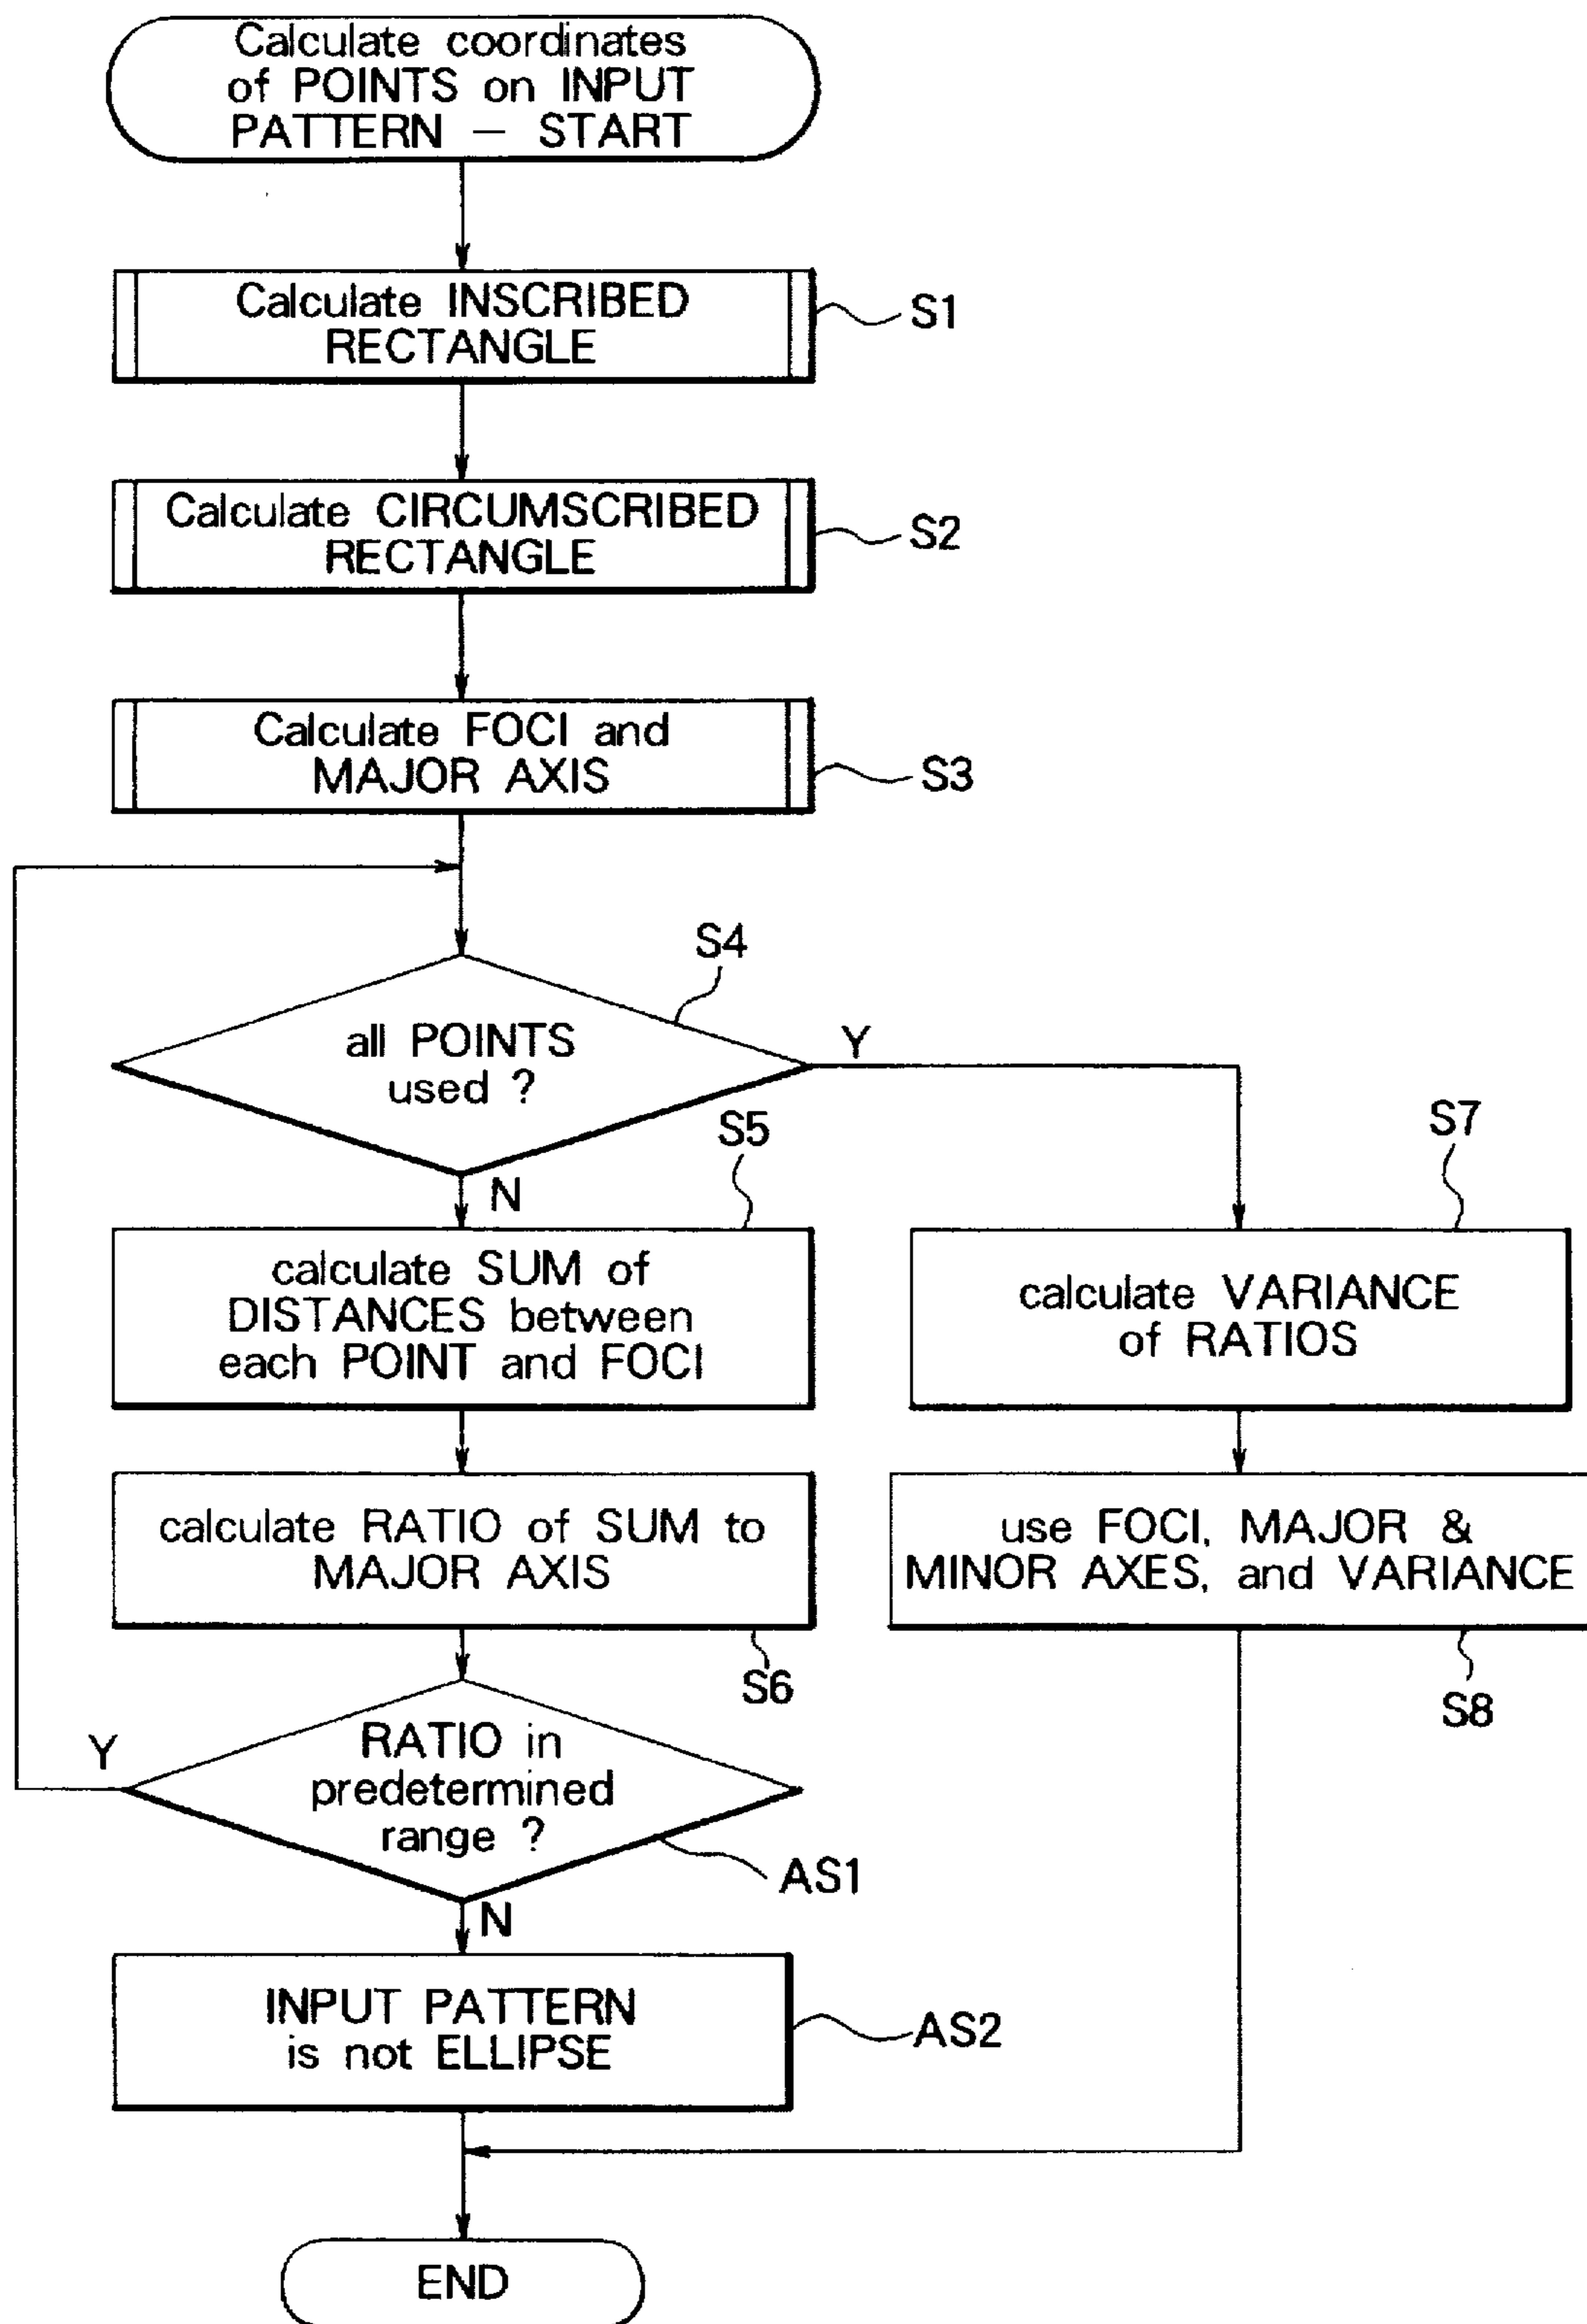 Calculate coordinates
of POINTS on INPUT
PATTERN – START
Calculate INSCRIBED
RECTANGLE
S1
Calculate CIRCUMSCRIBED
RECTANGLE
S2
Calculate FOCI and
MAJOR AXIS
S3
S4
all POINTS
used ?
Y
N
S5
S7
calculate SUM of
DISTANCES between
each POINT and FOCI
calculate VARIANCE
of RATIOS
calculate RATIO of SUM to
MAJOR AXIS
S6
use FOCI, MAJOR &
MINOR AXES, and VARIANCE
S8
Y
RATIO in
predetermined
range ?
AS1
N
INPUT PATTERN
is not ELLIPSE
AS2
END